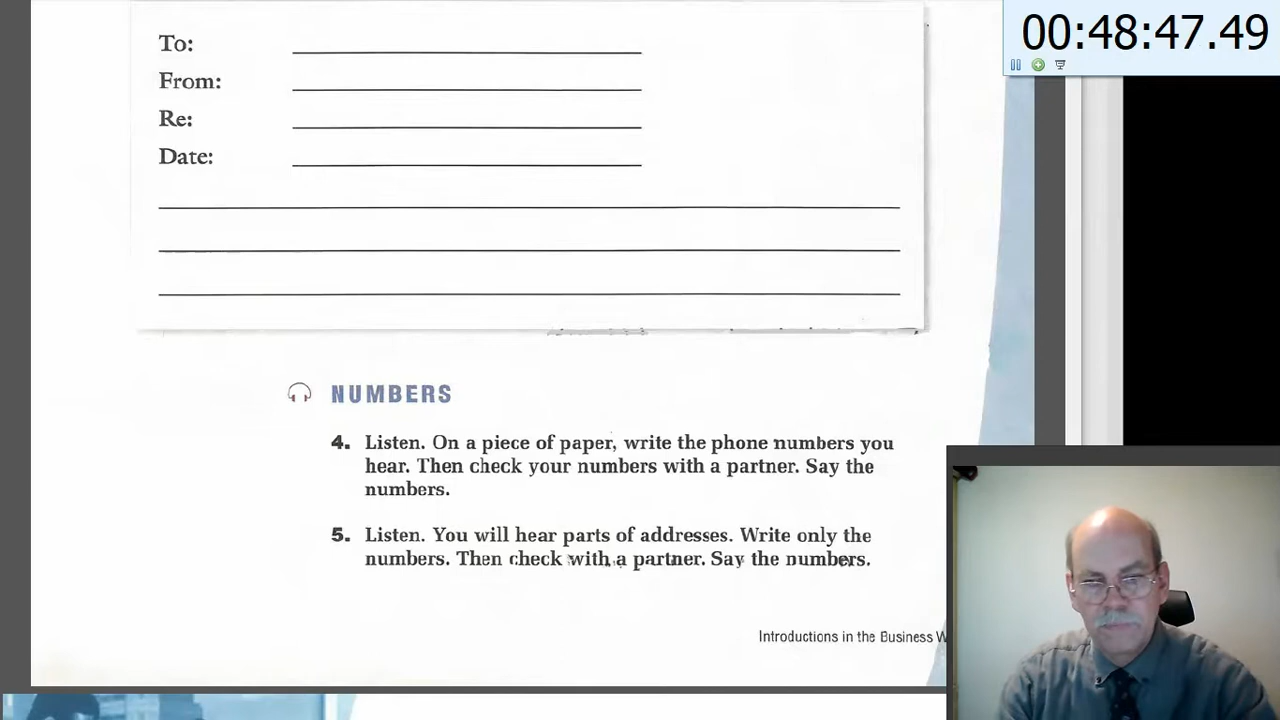 00:48:47.49
To:
From:
Re:
Date:
NUMBERS
4. Listen. On a piece of paper, write the phone numbers you
hear. Then check your numbers with a partner. Say the
numbers.
5. Listen. You will hear parts of addresses. Write only the
numbers. Then check with a partner. Say the numbers.
Introductions in the Business W